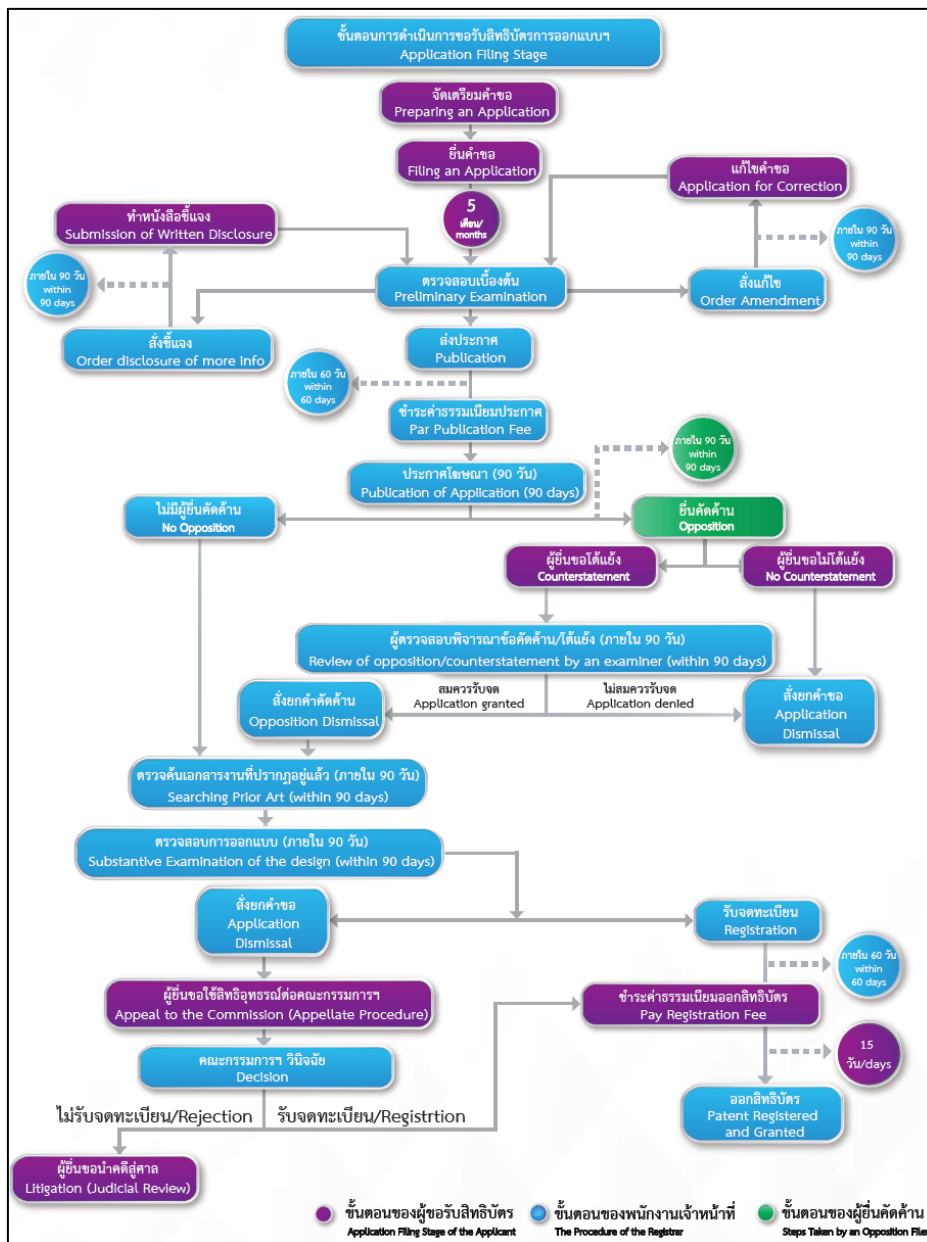 ขั้นตอนการดำเนินการขอรับสิทธิบัตรการออกแบบฯ
Application Filing Stage
จัดเตรียมคำขอ
Preparing an Application
ยื่นคำขอ
Filing an Application
แก้ไขคำขอ
Application for Correction
5
เดือน/
months
ทำหนังสือชี้แจง
Submission of Written Disclosure
ภายใน 90 วัน
within
90 days
ภายใน 90 วัน
within
90 days
ตรวจสอบเบื้องต้น
Preliminary Examination
สั่งแก้ไข
Order Amendment
สั่งชี้แจง
Order disclosure of more info
ส่งประกาศ
Publication
ภายใน 60 วัน
within
60 days
ชำระค่าธรรมเนียมประกาศ
Par Publication Fee
ภายใน 90 วัน
within
90 days
ประกาศโฆษณา (90 วัน)
Publication of Application (90 days)
ไม่มีผู้ยื่นคัดค้าน
No Opposition
ยื่นคัดค้าน
Opposition
ผู้ยื่นขอโต้แย้ง
Counterstatement
ผู้ยื่นขอไม่โต้แย้ง
No Counterstatement
ผู้ตรวจสอบพิจารณาข้อคัดค้าน/โต้แย้ง (ภายใน 90 วัน)
Review of opposition/counterstatement by an examiner (within 90 days)
สมควรรับจด
Application granted
ไม่สมควรรับจด
Application denied
สั่งยกคำคัดค้าน
Opposition Dismissal
สั่งยกคำขอ
Application
Dismissal
ตรวจค้นเอกสารงานที่ปรากฏอยู่แล้ว (ภายใน 90 วัน)
Searching Prior Art (within 90 days)
ตรวจสอบการออกแบบ (ภายใน 90 วัน)
Substantive Examination of the design (within 90 days)
สั่งยกคำขอ
Application
Dismissal
รับจดทะเบียน
Registration
ภายใน 60 วัน
within
60 days
ผู้ยื่นขอใช้สิทธิอุทธรณ์ต่อคณะกรรมการฯ
Appeal to the Commission (Appellate Procedure)
ชำระค่าธรรมเนียมออกสิทธิบัตร
Pay Registration Fee
15
วัน/days
คณะกรรมการฯ วินิจฉัย
Decision
ออกสิทธิบัตร
Patent Registered
and Granted
ไม่รับจดทะเบียน/Rejection
รับจดทะเบียน/Registrtion
ผู้ยื่นขอนำคดีสู่ศาล
Litigation (Judicial Review)
ขั้นตอนของผู้ขอรับสิทธิบัตร
Application Filing Stage of the Applicant
ขั้นตอนของพนักงานเจ้าหน้าที่
The Procedure of the Registrar
ขั้นตอนของผู้ยื่นคัดค้าน
Steps Taken by an Opposition Filer